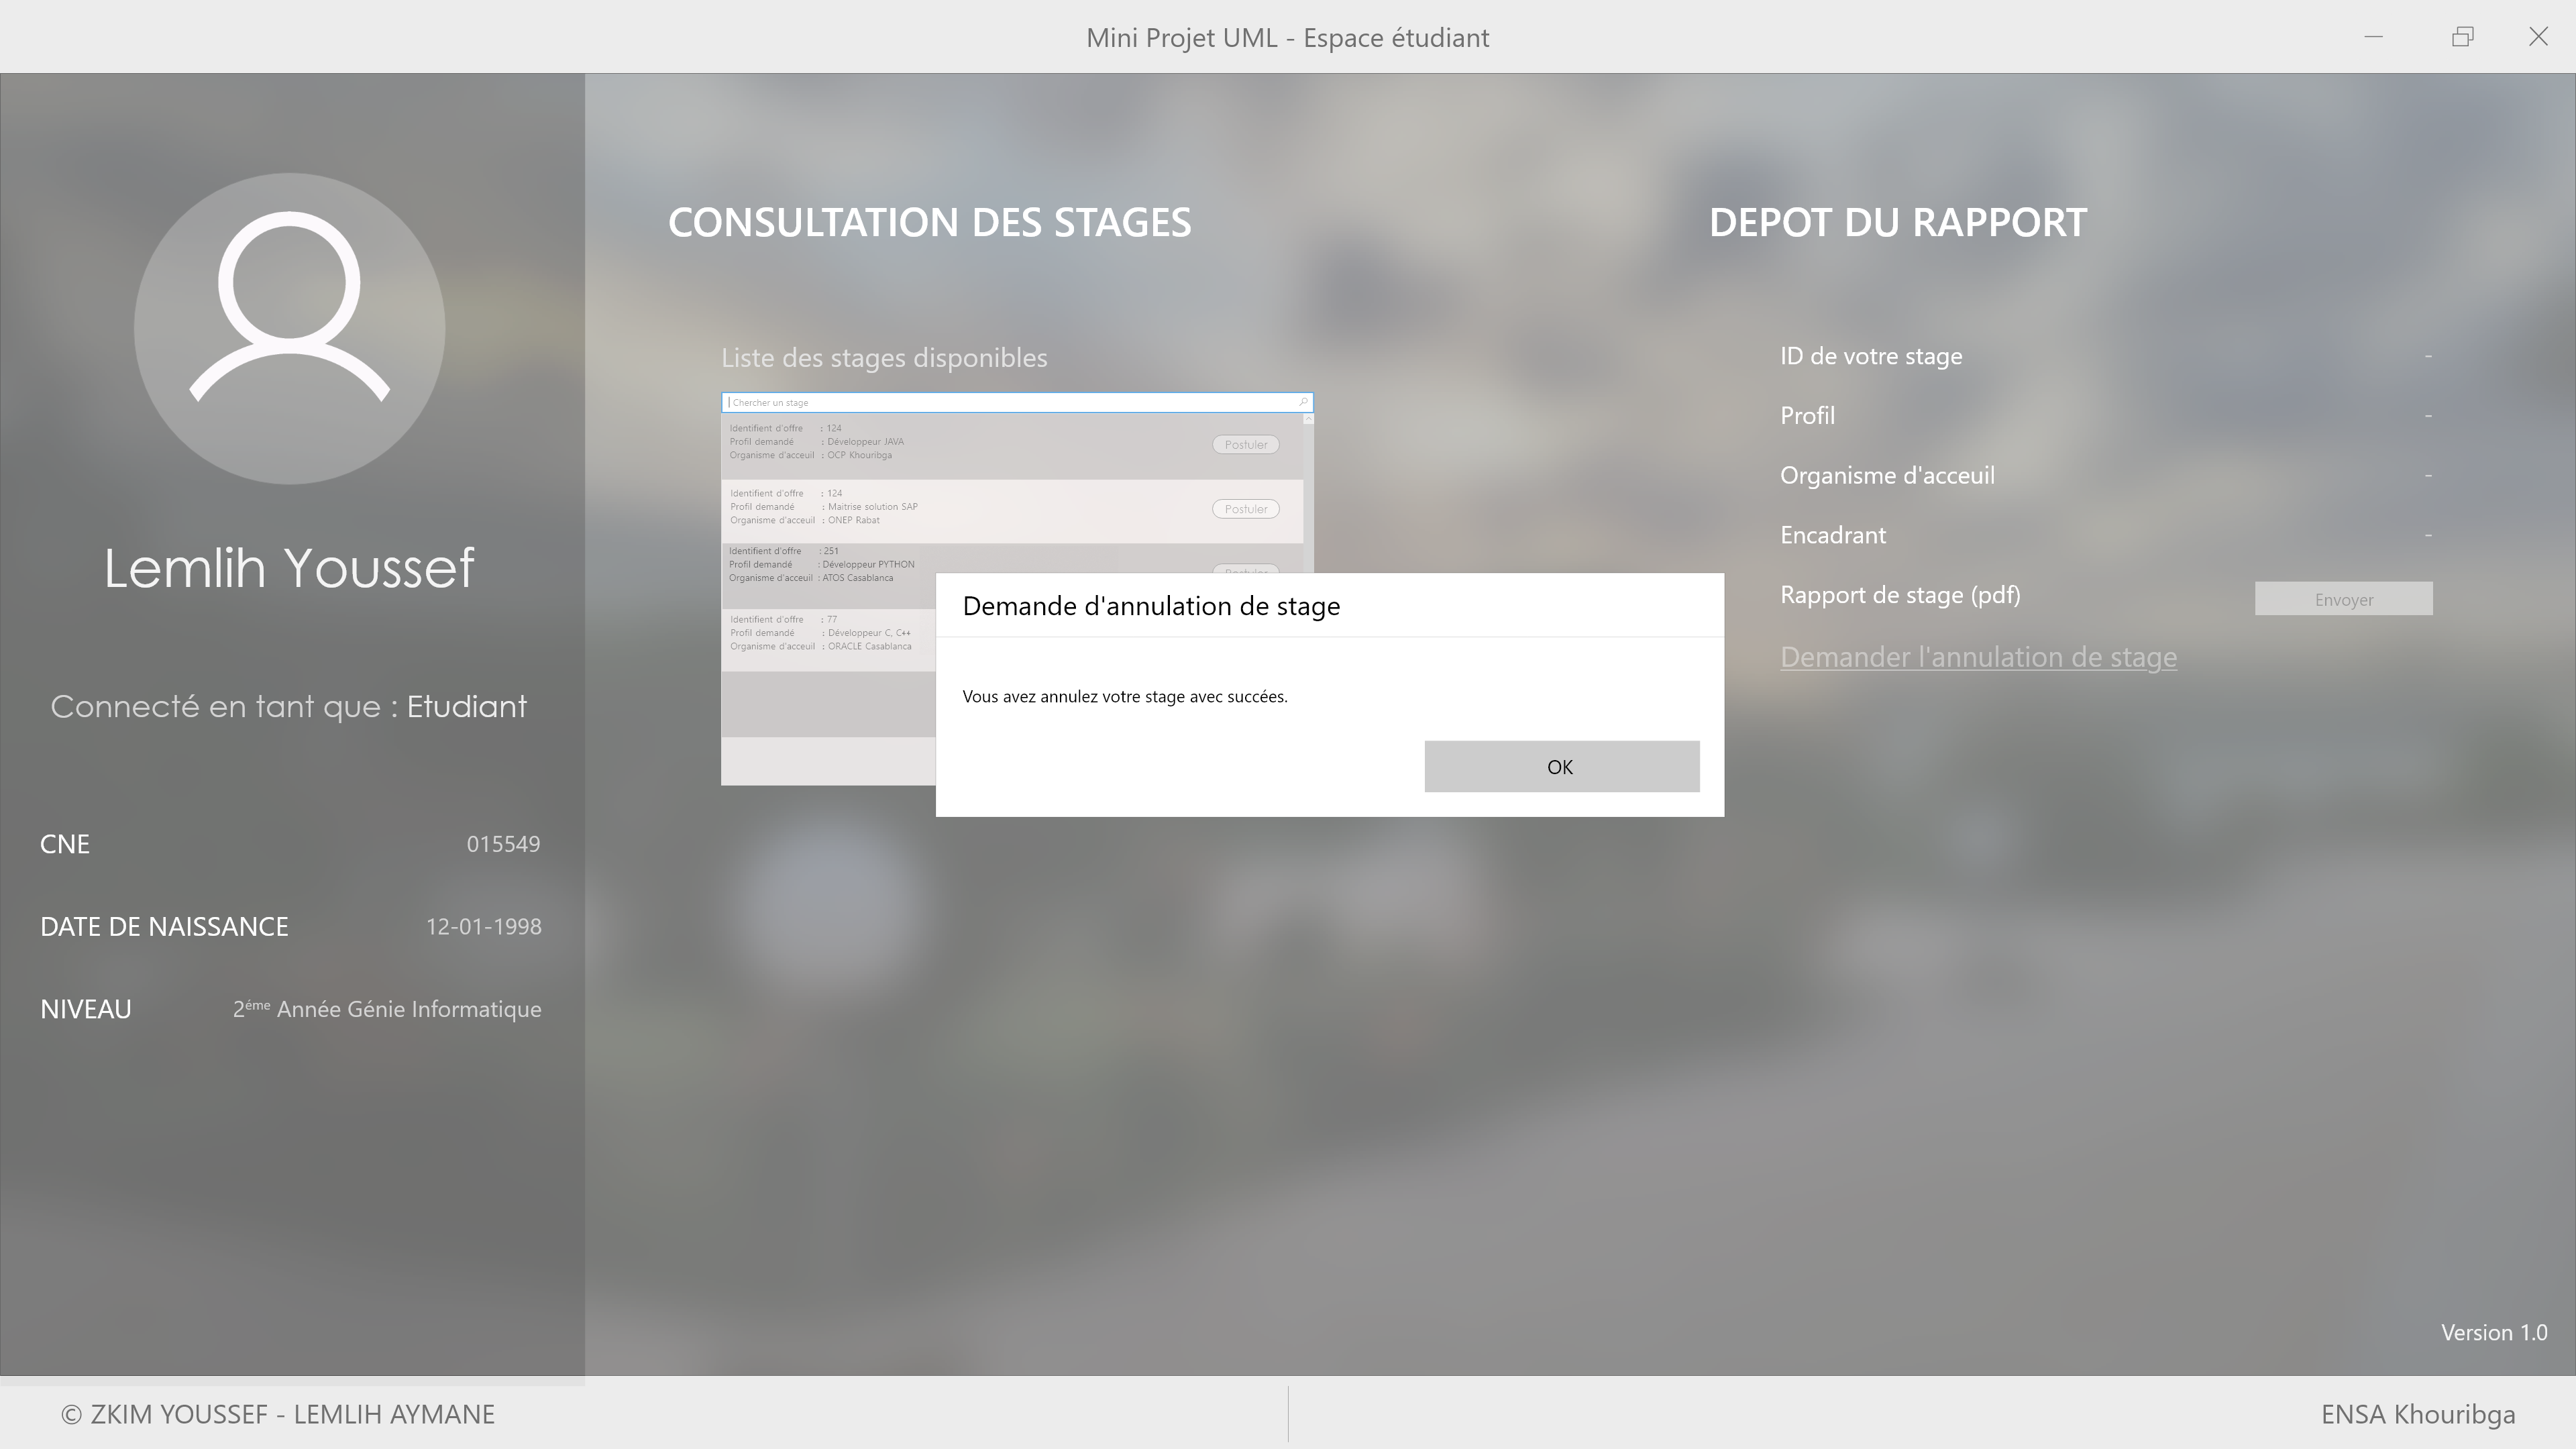 Mini Projet UML - Espace étudiant
Lemlih Youssef
Connecté en tant que : Etudiant
CNE 015549
DATE DE NAISSANCE 12-01-1998
NIVEAU 2éme Année Génie Informatique
CONSULTATION DES STAGES
Liste des stages disponibles
Chercher un stage
Identifient d'offre : 124
Profil demandé : Développeur JAVA
Organisme d'acceuil : OCP Khouribga
Postuler
Identifient d'offre : 124
Profil demandé : Maitrise solution SAP
Organisme d'acceuil : ONEP Rabat
Postuler
Identifient d'offre : 251
Profil demandé : Développeur PYTHON
Organisme d'acceuil : ATOS Casablanca
Postuler
Identifient d'offre : 77
Profil demandé : Développeur C, C++
Organisme d'acceuil : ORACLE Casablanca
Demande d'annulation de stage
Vous avez annulez votre stage avec succées.
OK
DEPOT DU RAPPORT
ID de votre stage -
Profil -
Organisme d'acceuil -
Encadrant -
Rapport de stage (pdf) Envoyer
Demander l'annulation de stage
Version 1.0
© ZKIM YOUSSEF - LEMLIH AYMANE
ENSA Khouribga